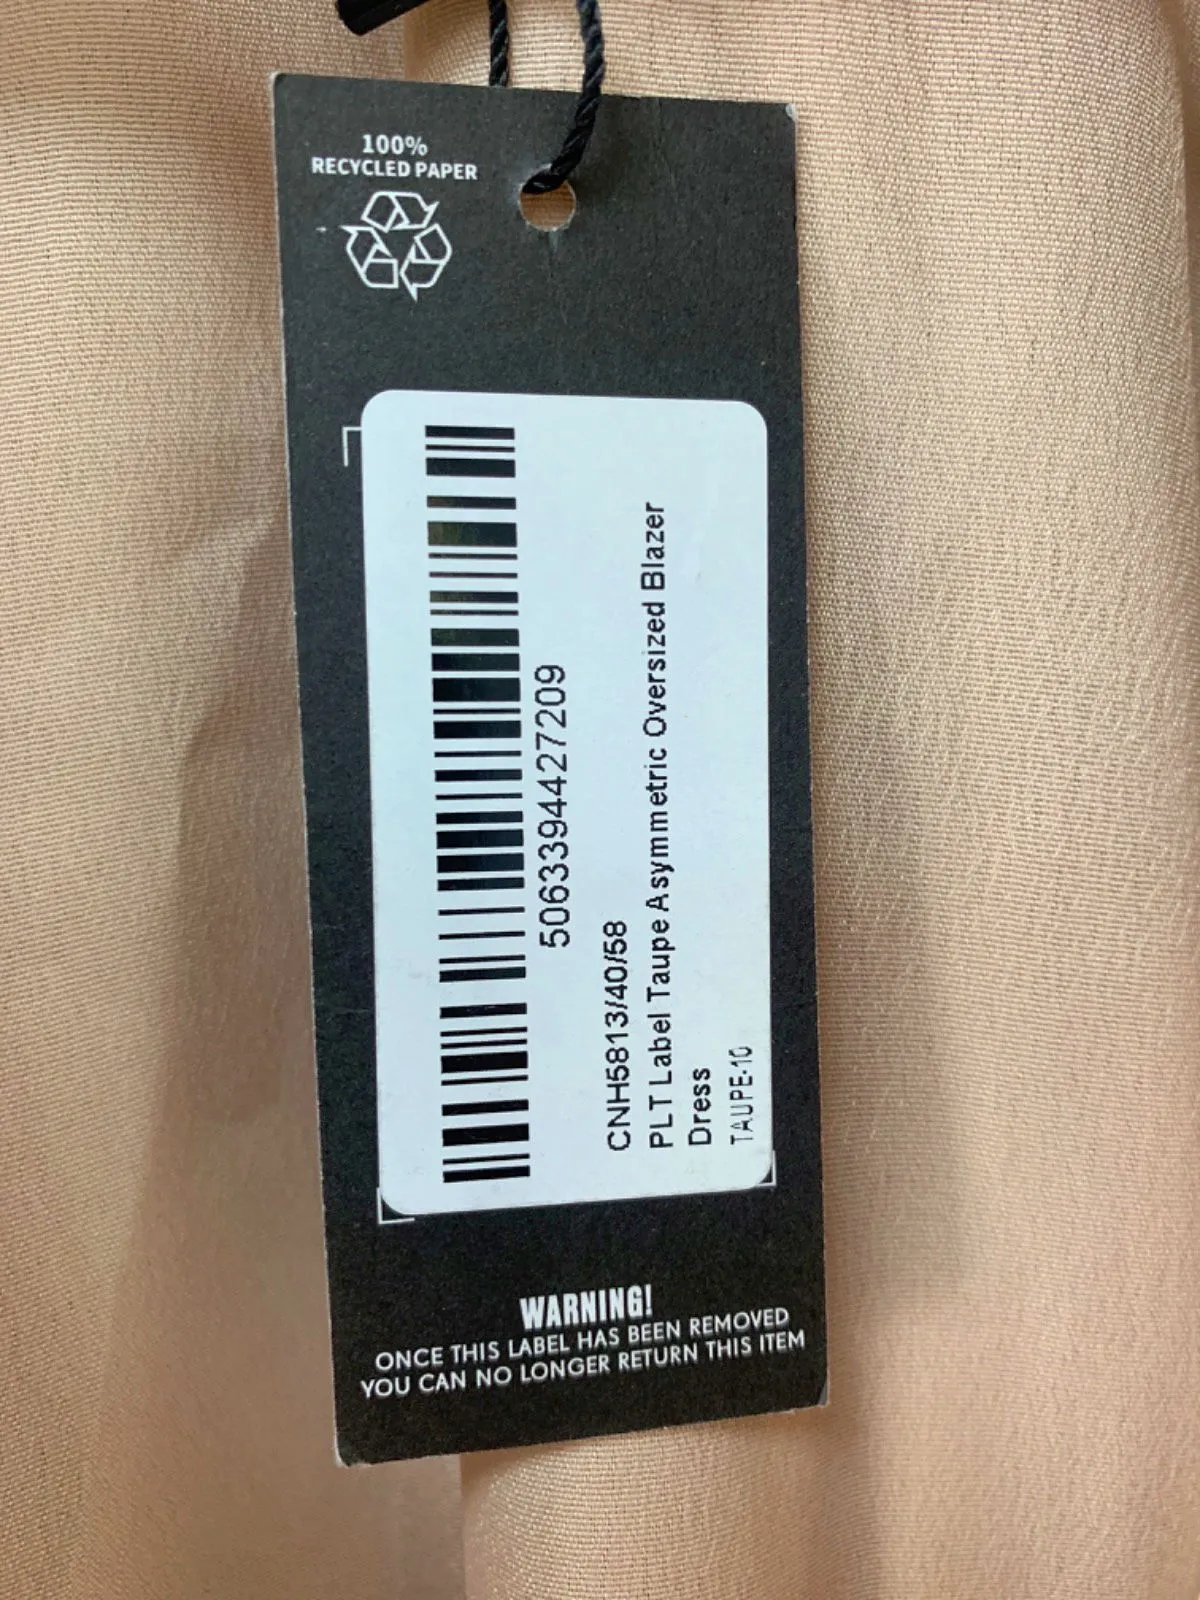 100%
RECYCLED PAPER
5063394427209
CNH5813/40/58
PLT Label Taupe Asymmetric Oversized Blazer
Dress
TAUPE-10
WARNING!
ONCE THIS LABEL HAS BEEN REMOVED
YOU CAN NO LONGER RETURN THIS ITEM